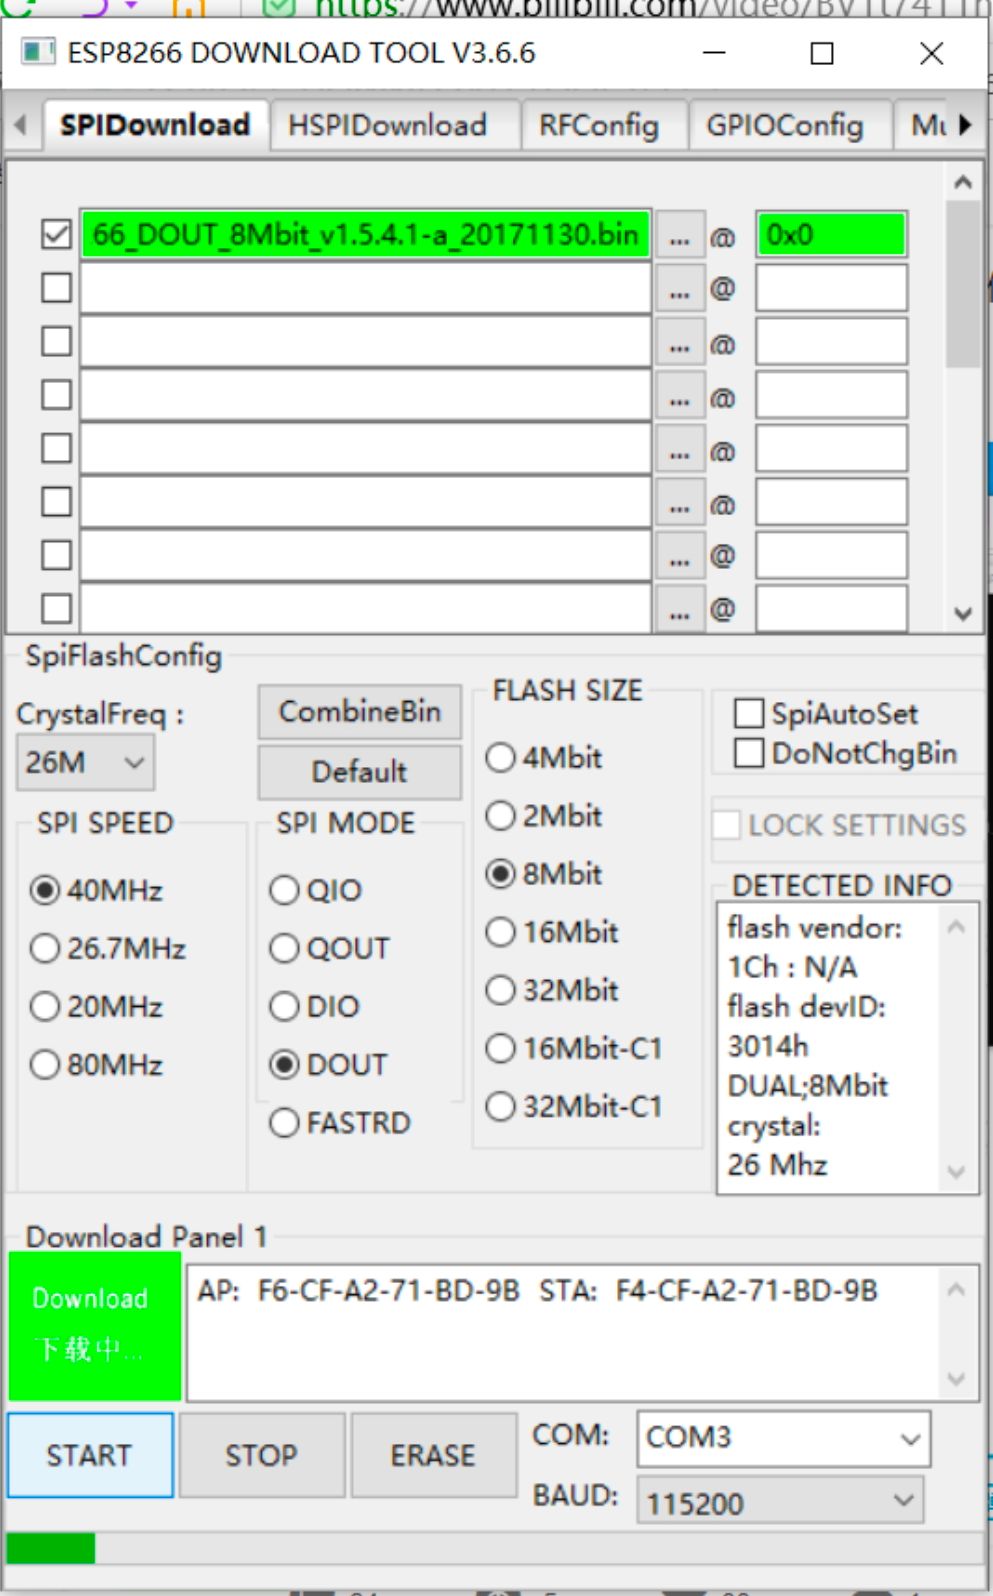 https://www.bilibili.com/video/BV1t7411h
ESP8266 DOWNLOAD TOOL V3.6.6
SPIDownload HSPIDownload RFConfig GPIOConfig Mu
66_DOUT_8Mbit_v1.5.4.1-a_20171130.bin ... @ 0x0
... @
... @
... @
... @
... @
... @
... @
SpiFlashConfig
CrystalFreq :
26M
CombineBin
Default
SPI SPEED
40MHz
26.7MHz
20MHz
80MHz
SPI MODE
QIO
QOUT
DIO
DOUT
FASTRD
FLASH SIZE
4Mbit
2Mbit
8Mbit
16Mbit
32Mbit
16Mbit-C1
32Mbit-C1
SpiAutoSet
DoNotChgBin
LOCK SETTINGS
DETECTED INFO
flash vendor:
1Ch : N/A
flash devID:
3014h
DUAL;8Mbit
crystal:
26 Mhz
Download Panel 1
Download
下载中...
AP: F6-CF-A2-71-BD-9B STA: F4-CF-A2-71-BD-9B
START STOP ERASE
COM: COM3
BAUD: 115200